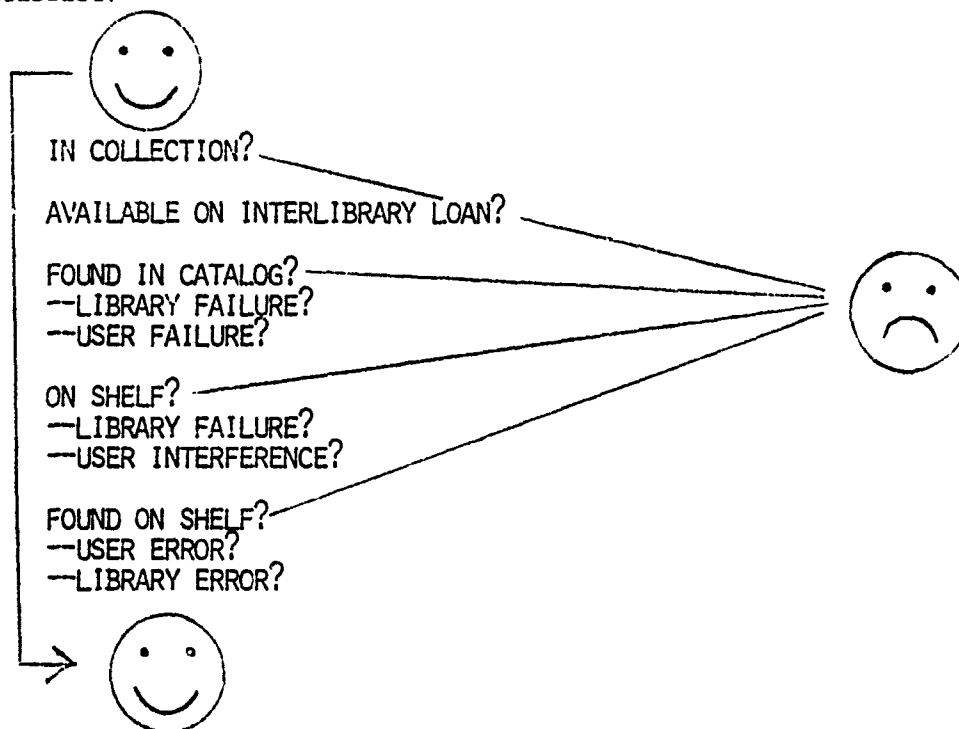 IN COLLECTION?
AVAILABLE ON INTERLIBRARY LOAN?
FOUND IN CATALOG?
--LIBRARY FAILURE?
--USER FAILURE?
ON SHELF?
--LIBRARY FAILURE?
--USER INTERFERENCE?
FOUND ON SHELF?
--USER ERROR?
--LIBRARY ERROR?